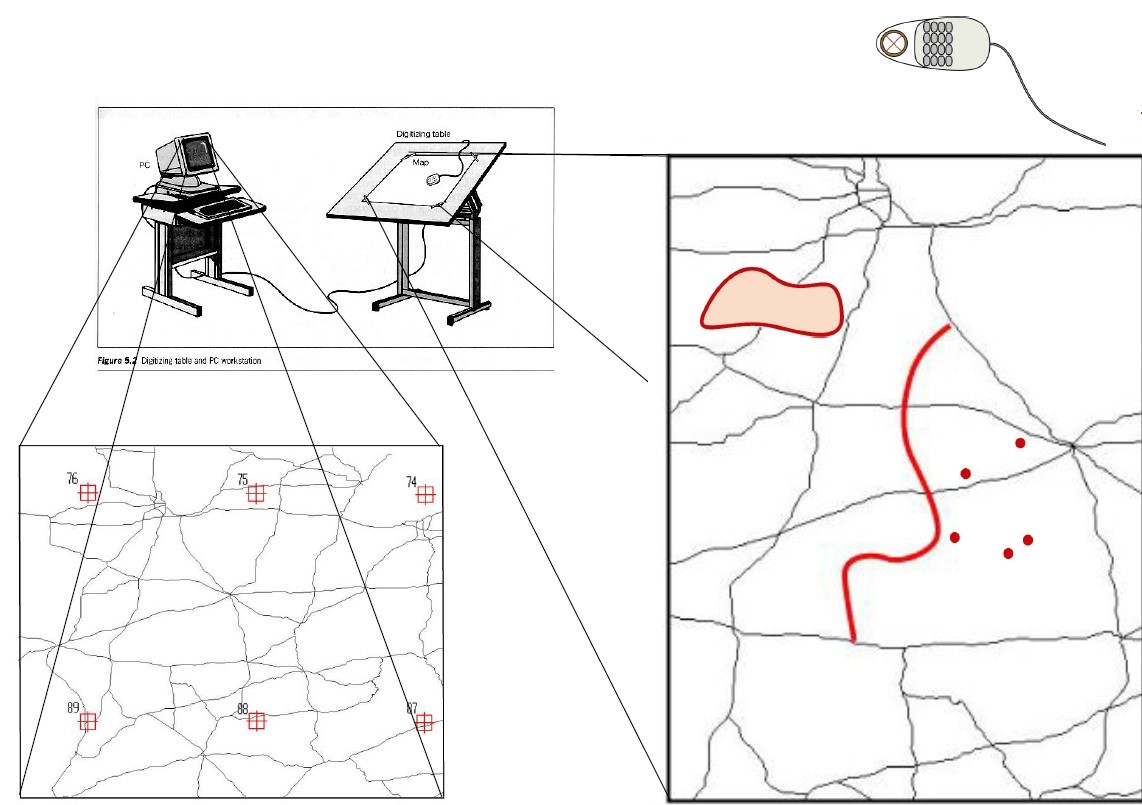 Digitizing table
PC
Map
Figure 5.2 Digitizing table and PC workstation
76
75
74
89
88
87